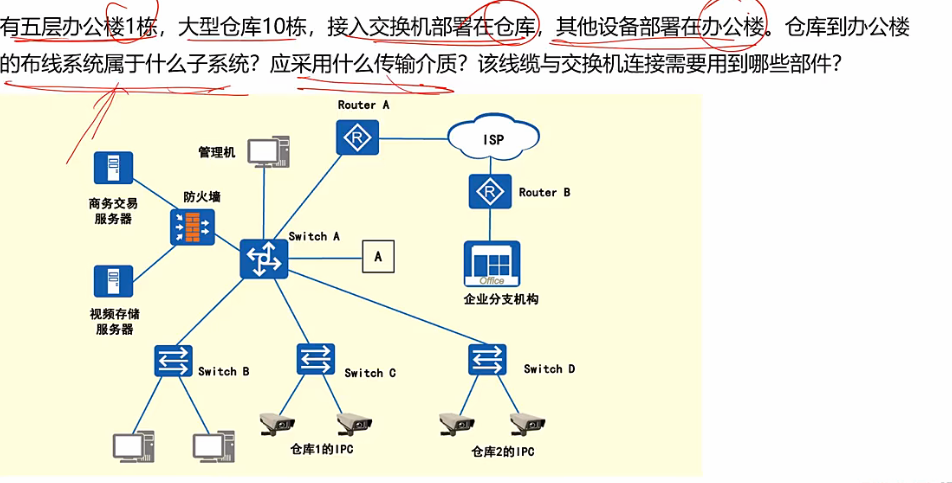 有五层办公楼1栋，大型仓库10栋，接入交换机部署在仓库，其他设备部署在办公楼。仓库到办公楼
的布线系统属于什么子系统？应采用什么传输介质？该线缆与交换机连接需要用到哪些部件？
Router A
管理机
R
ISP
商务交易
服务器
防火墙
R
Router B
Switch A
A
Office
企业分支机构
视频存储
服务器
Switch B
Switch C
Switch D
仓库1的IPC
仓库2的IPC